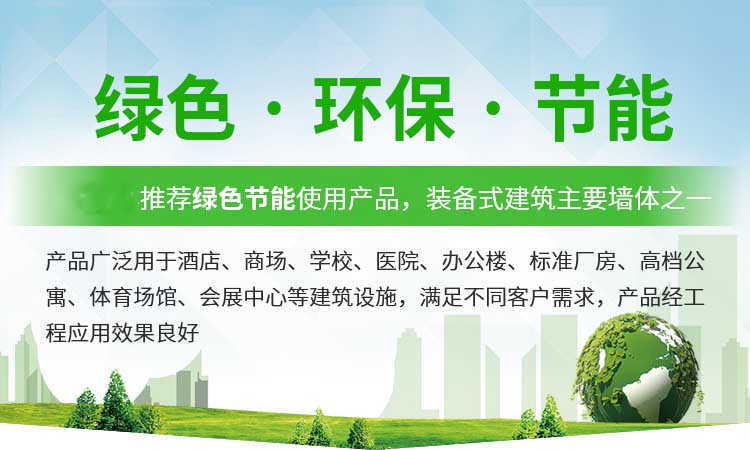 绿色·环保·节能
推荐绿色节能使用产品，装备式建筑主要墙体之一
产品广泛用于酒店、商场、学校、医院、办公楼、标准厂房、高档公
寓、体育场馆、会展中心等建筑设施，满足不同客户需求，产品经工
程应用效果良好